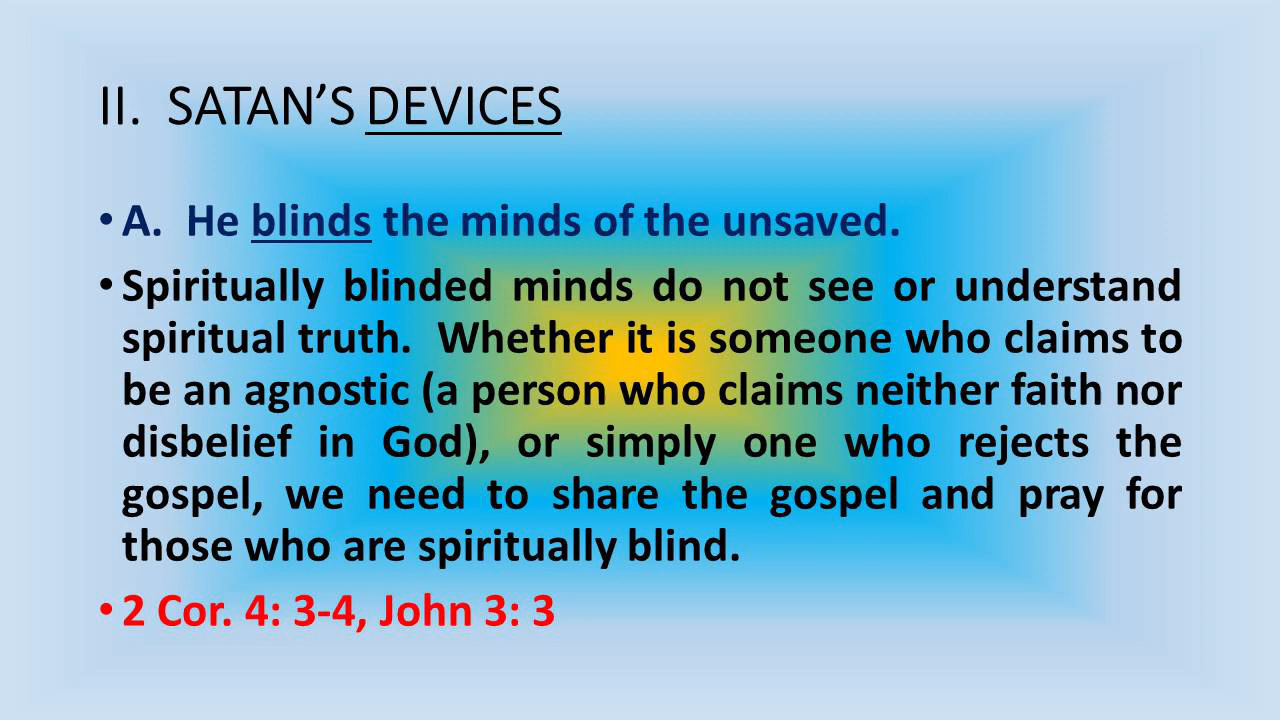 II.  SATAN’S DEVICES
• A.  He blinds the minds of the unsaved.
• Spiritually blinded minds do not see or understand
spiritual truth.  Whether it is someone who claims to
be an agnostic (a person who claims neither faith nor
disbelief in God), or simply one who rejects the
gospel, we need to share the gospel and pray for
those who are spiritually blind.
• 2 Cor. 4: 3-4, John 3: 3